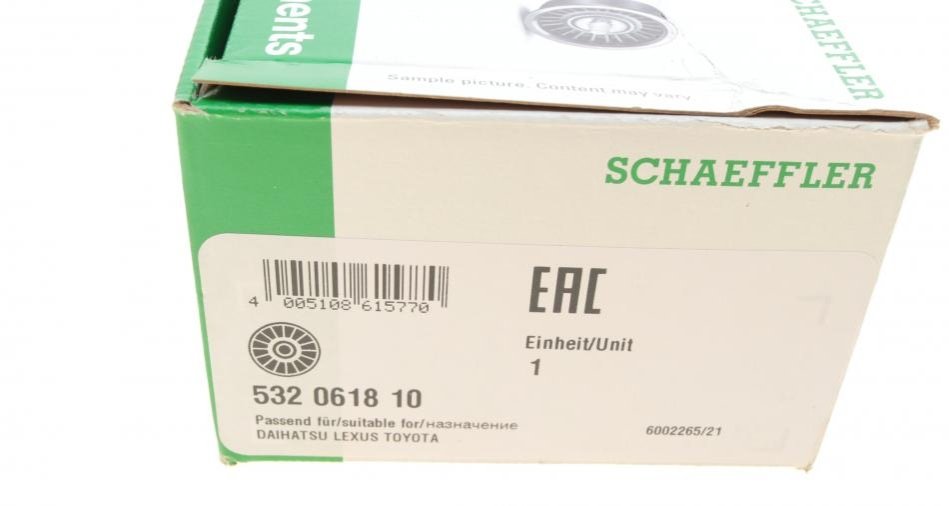 ents
SCHAEFFLER
Sample picture. Content may vary.
SCHAEFFLER
4 005108 615770
EAC
Einheit/Unit
1
532 0618 10
Passend für/suitable for/назначение
DAIHATSU LEXUS TOYOTA
6002265/21